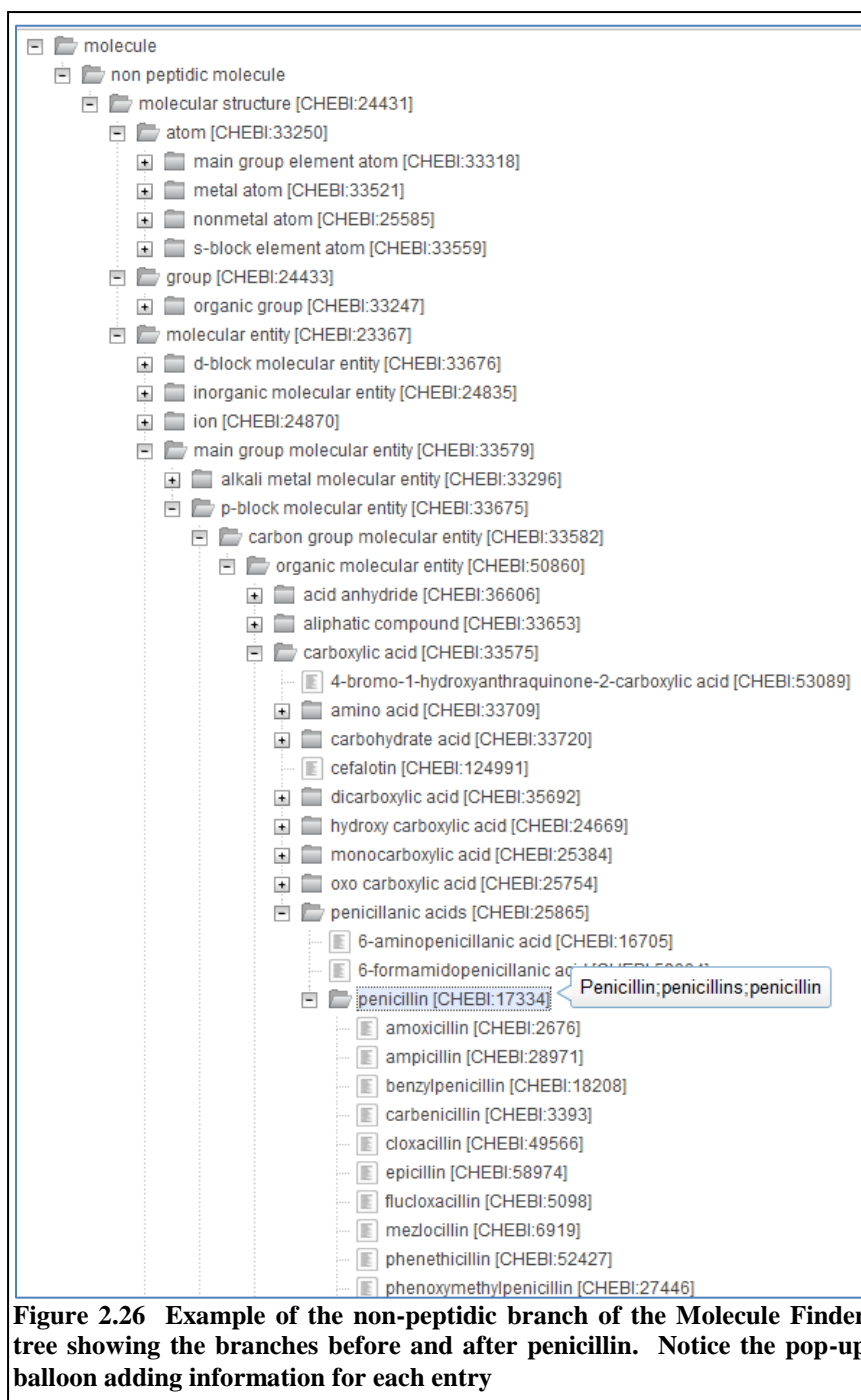 molecule
non peptidic molecule
molecular structure [CHEBI:24431]
atom [CHEBI:33250]
main group element atom [CHEBI:33318]
metal atom [CHEBI:33521]
nonmetal atom [CHEBI:25585]
s-block element atom [CHEBI:33559]
group [CHEBI:24433]
organic group [CHEBI:33247]
molecular entity [CHEBI:23367]
d-block molecular entity [CHEBI:33676]
inorganic molecular entity [CHEBI:24835]
ion [CHEBI:24870]
main group molecular entity [CHEBI:33579]
alkali metal molecular entity [CHEBI:33296]
p-block molecular entity [CHEBI:33675]
carbon group molecular entity [CHEBI:33582]
organic molecular entity [CHEBI:50860]
acid anhydride [CHEBI:36606]
aliphatic compound [CHEBI:33653]
carboxylic acid [CHEBI:33575]
4-bromo-1-hydroxyanthraquinone-2-carboxylic acid [CHEBI:53089]
amino acid [CHEBI:33709]
carbohydrate acid [CHEBI:33720]
cefalotin [CHEBI:124991]
dicarboxylic acid [CHEBI:35692]
hydroxy carboxylic acid [CHEBI:24669]
monocarboxylic acid [CHEBI:25384]
oxo carboxylic acid [CHEBI:25754]
penicillanic acids [CHEBI:25865]
6-aminopenicillanic acid [CHEBI:16705]
6-formamidopenicillanic
penicillin [CHEBI:17334]
Penicillin;penicillins;penicillin
amoxicillin [CHEBI:2676]
ampicillin [CHEBI:28971]
benzylpenicillin [CHEBI:18208]
carbenicillin [CHEBI:3393]
cloxacillin [CHEBI:49566]
epicillin [CHEBI:58974]
flucloxacillin [CHEBI:5098]
mezlocillin [CHEBI:6919]
phenethicillin [CHEBI:52427]
phenoxymethylpenicillin [CHEBI:27446]
Figure 2.26 Example of the non-peptidic branch of the Molecule Finder
tree showing the branches before and after penicillin. Notice the pop-up
balloon adding information for each entry